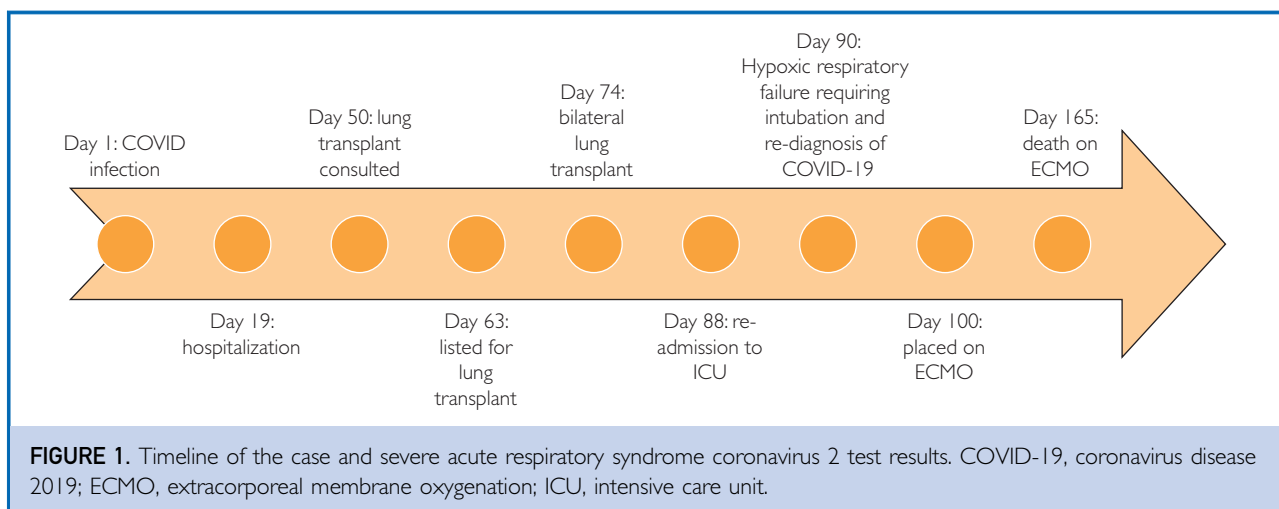 Day 1: COVID
infection
Day 19:
hospitalization
Day 50: lung
transplant
consulted
Day 63:
listed for
lung
transplant
Day 74:
bilateral
lung
transplant
Day 88: re-
admission to
ICU
Day 90:
Hypoxic respiratory
failure requiring
intubation and
re-diagnosis of
COVID-19
Day 100:
placed on
ECMO
Day 165:
death on
ECMO
FIGURE 1. Timeline of the case and severe acute respiratory syndrome coronavirus 2 test results. COVID-19, coronavirus disease
2019; ECMO, extracorporeal membrane oxygenation; ICU, intensive care unit.